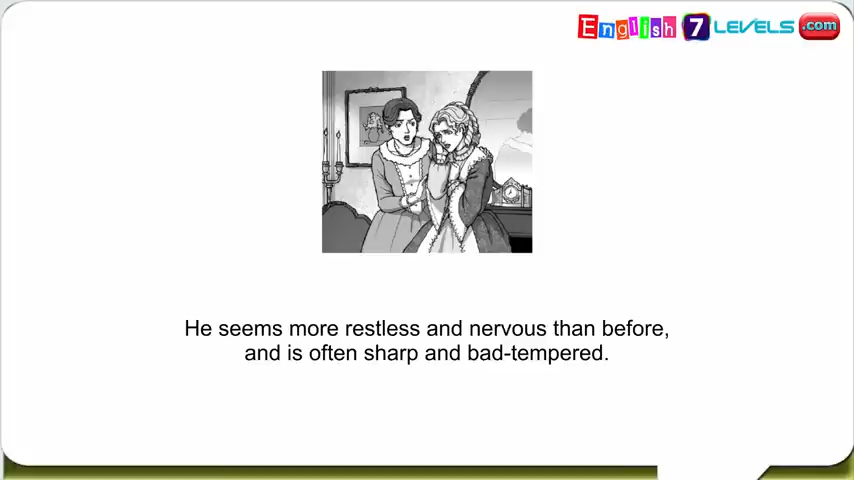 English 7 LEVELS .com
He seems more restless and nervous than before,
and is often sharp and bad-tempered.